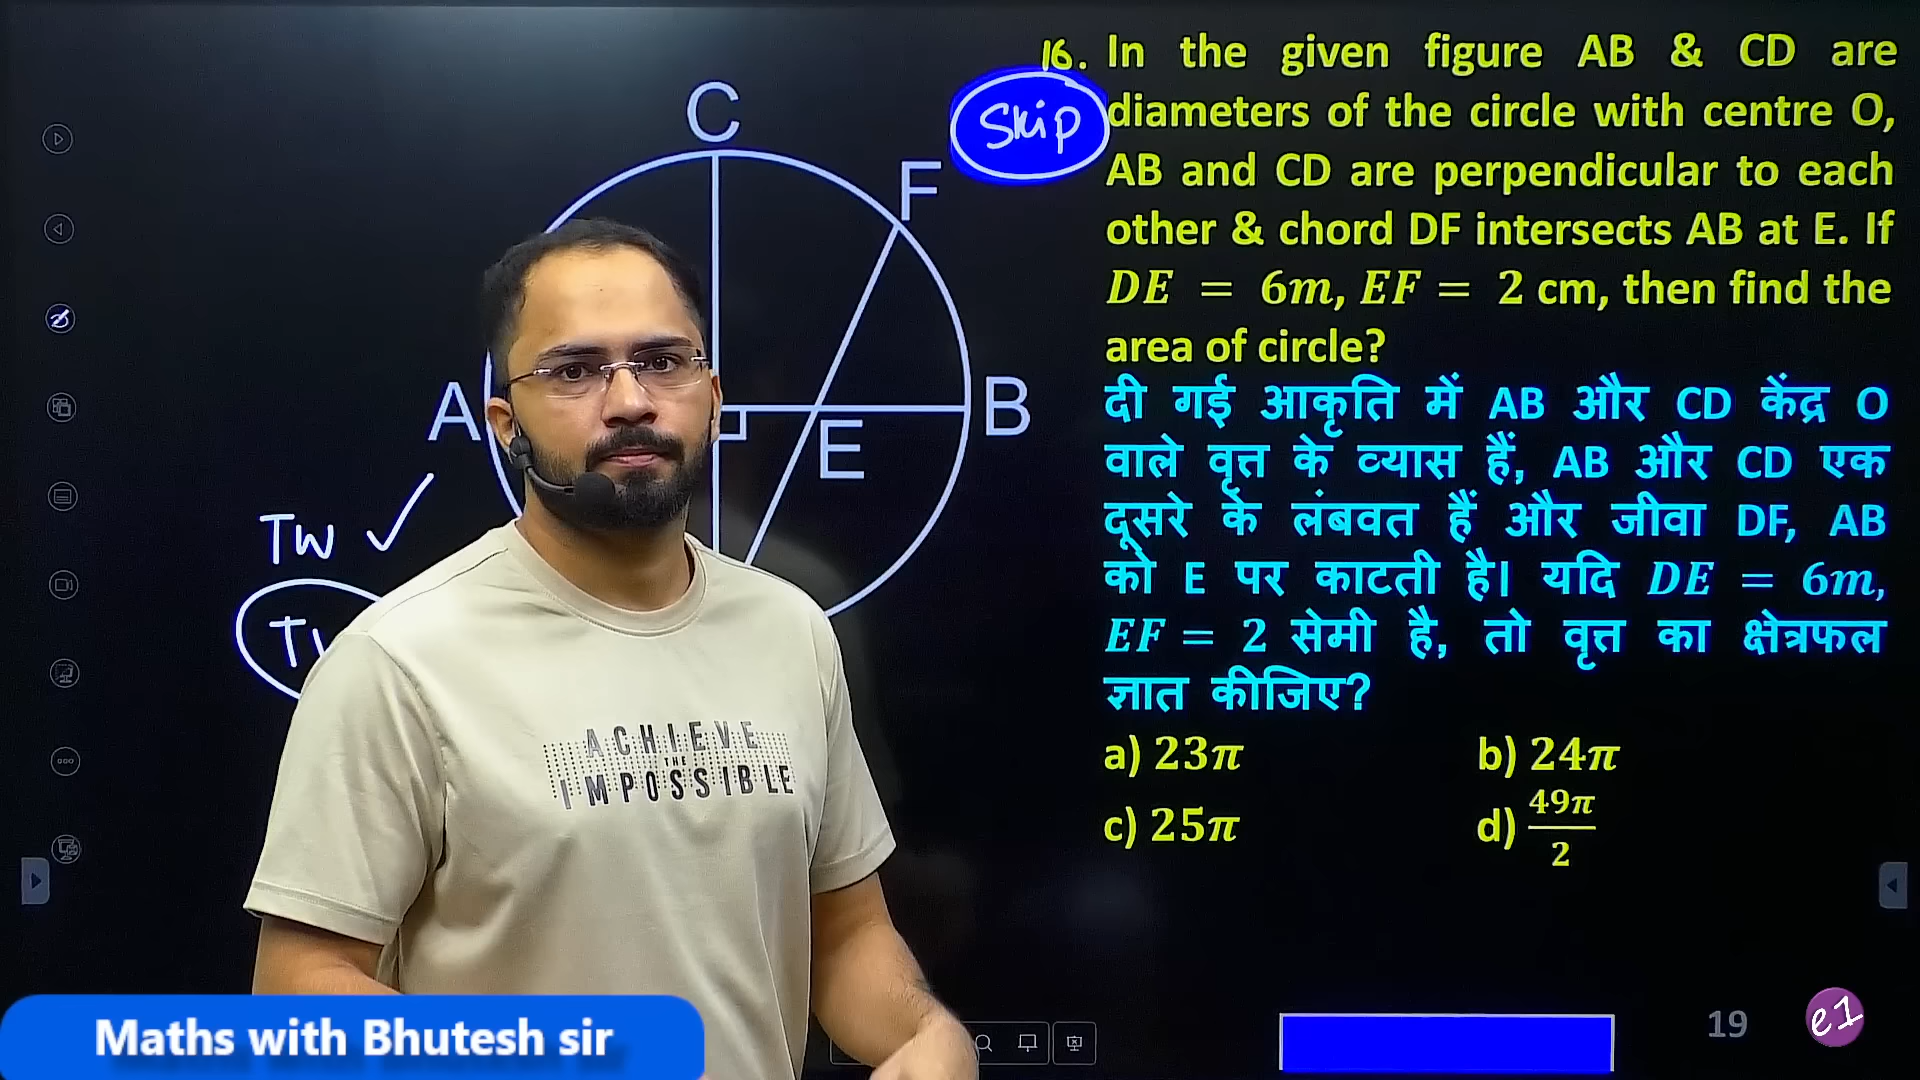 C
F
A
B
E
TW ✓
16.
Skip
In the given figure AB & CD are
diameters of the circle with centre O,
AB and CD are perpendicular to each
other & chord DF intersects AB at E. If
DE = 6m, EF = 2 cm, then find the
area of circle?
दी गई आकृति में AB और CD केंद्र O
वाले वृत्त के व्यास हैं, AB और CD एक
दूसरे के लंबवत हैं और जीवा DF, AB
को E पर काटती है। यदि DE = 6m,
EF = 2 सेमी है, तो वृत्त का क्षेत्रफल
ज्ञात कीजिए?
a) 23π b) 24π
c) 25π d) 49π/2
ACHIEVE
THE
IMPOSSIBLE
Maths with Bhutesh sir
19
e1